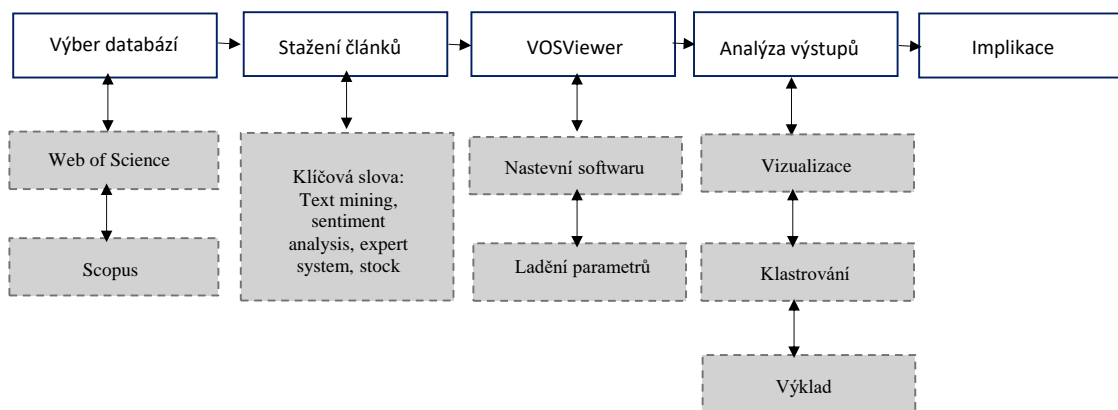 Výber databází
Stažení článků
VOSViewer
Analýza výstupů
Implikace
Web of Science
Scopus
Klíčová slova:
Text mining,
sentiment
analysis, expert
system, stock
Nastevní softwaru
Ladění parametrů
Vizualizace
Klastrování
Výklad